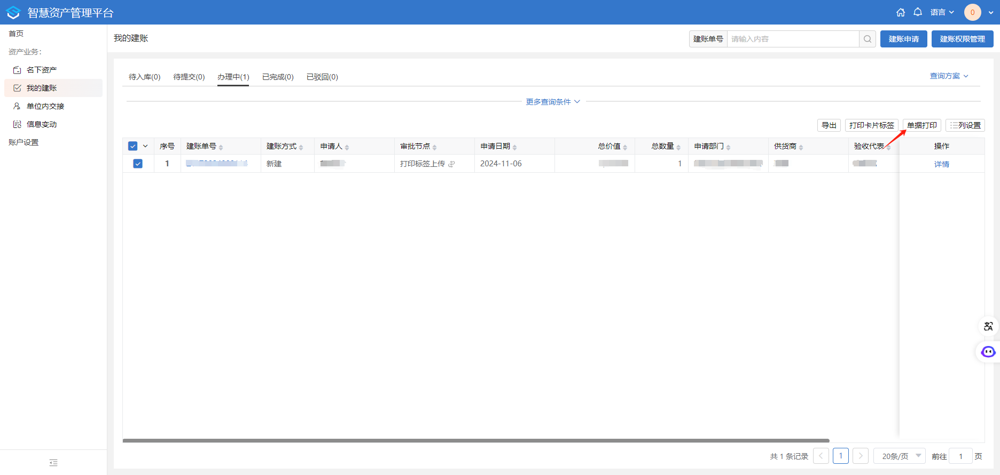 智慧资产管理平台
语言
0
首页
资产业务：
名下资产
我的建账
单位内交接
信息变动
账户设置
我的建账
建账单号 请输入内容
建账申请
建账权限管理
待入库(0) 待提交(0) 办理中(1) 已完成(0) 已驳回(0)
查询方案
更多查询条件
导出 打印卡片标签 单据打印 列设置
序号 建账单号 建账方式 申请人 审批节点 申请日期 总价值 总数量 申请部门 供货商 验收代表 操作
1 新建 打印标签上传 2024-11-06 1 详情
共 1 条记录 1 20条/页 前往 1 页